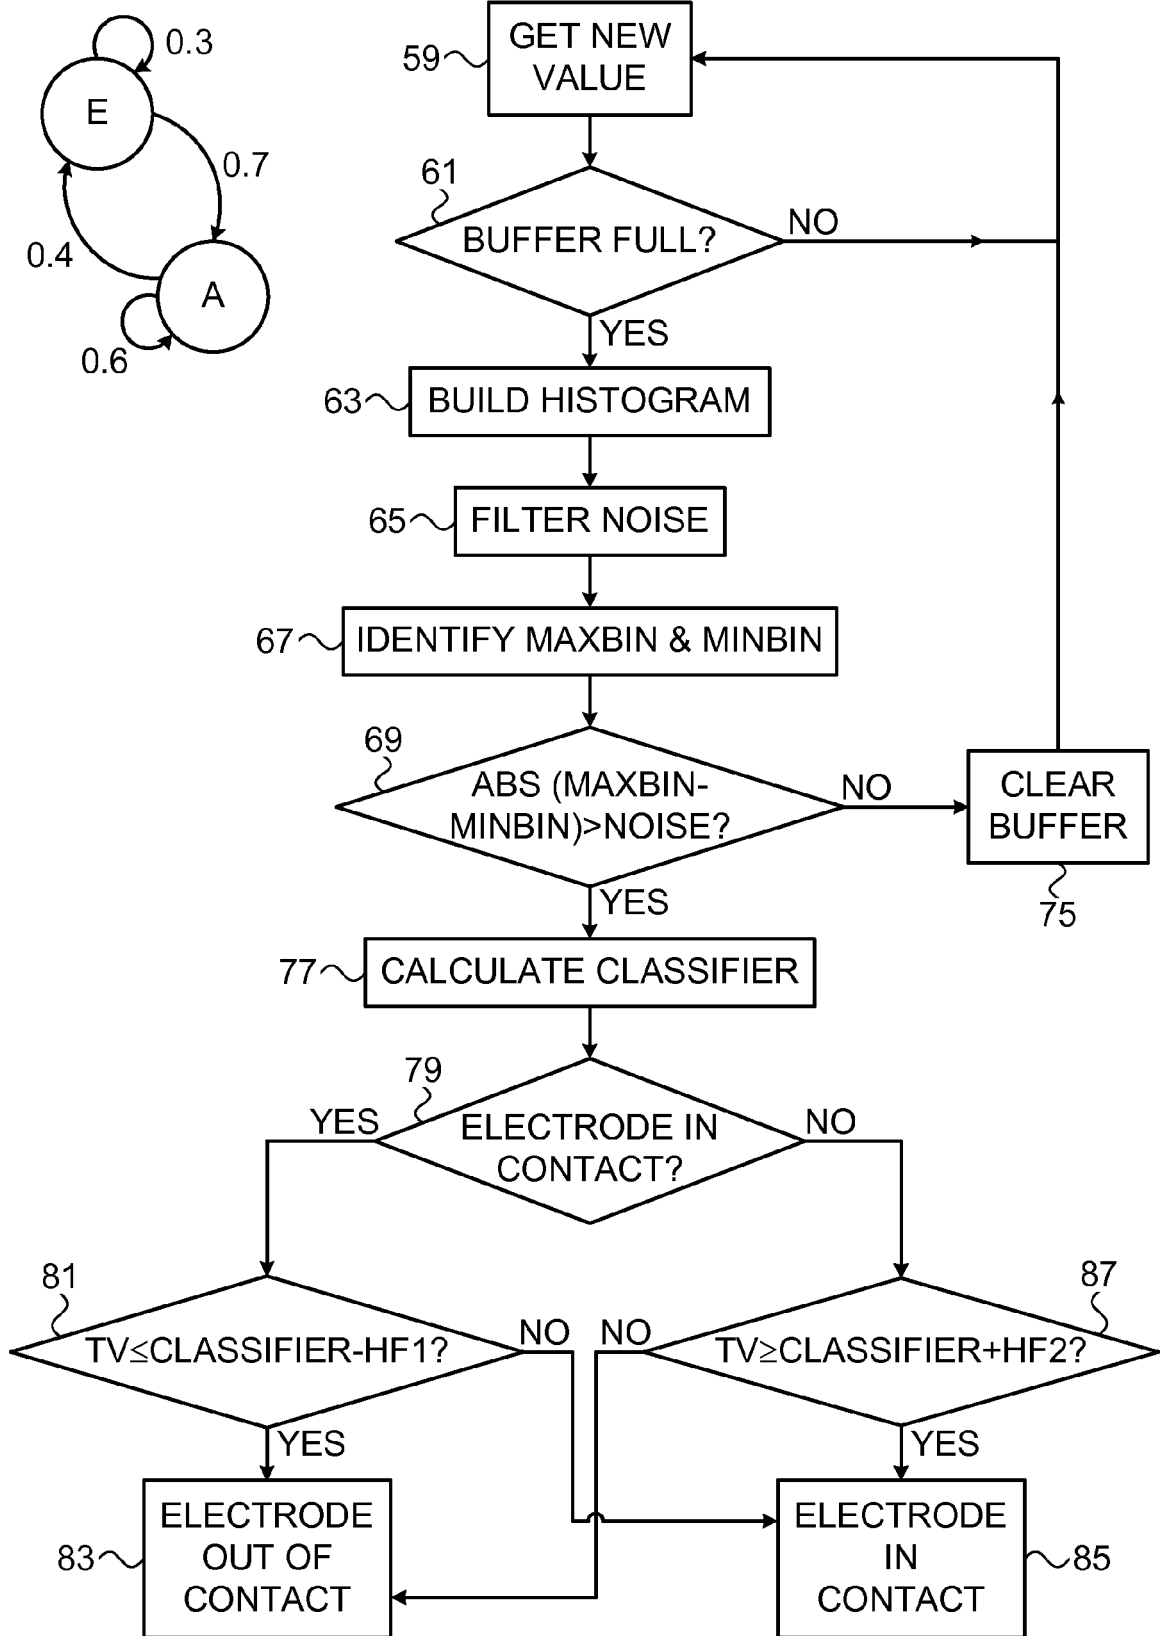 0.3
E
0.7
0.4
A
0.6
59
GET NEW
VALUE
61
BUFFER FULL?
NO
YES
63
BUILD HISTOGRAM
65
FILTER NOISE
67
IDENTIFY MAXBIN & MINBIN
69
ABS (MAXBIN-
MINBIN)>NOISE?
NO
CLEAR
BUFFER
75
YES
77
CALCULATE CLASSIFIER
79
ELECTRODE IN
CONTACT?
YES
NO
81
TV≤CLASSIFIER-HF1?
NO
YES
87
TV≥CLASSIFIER+HF2?
NO
YES
83
ELECTRODE
OUT OF
CONTACT
ELECTRODE
IN
CONTACT
85